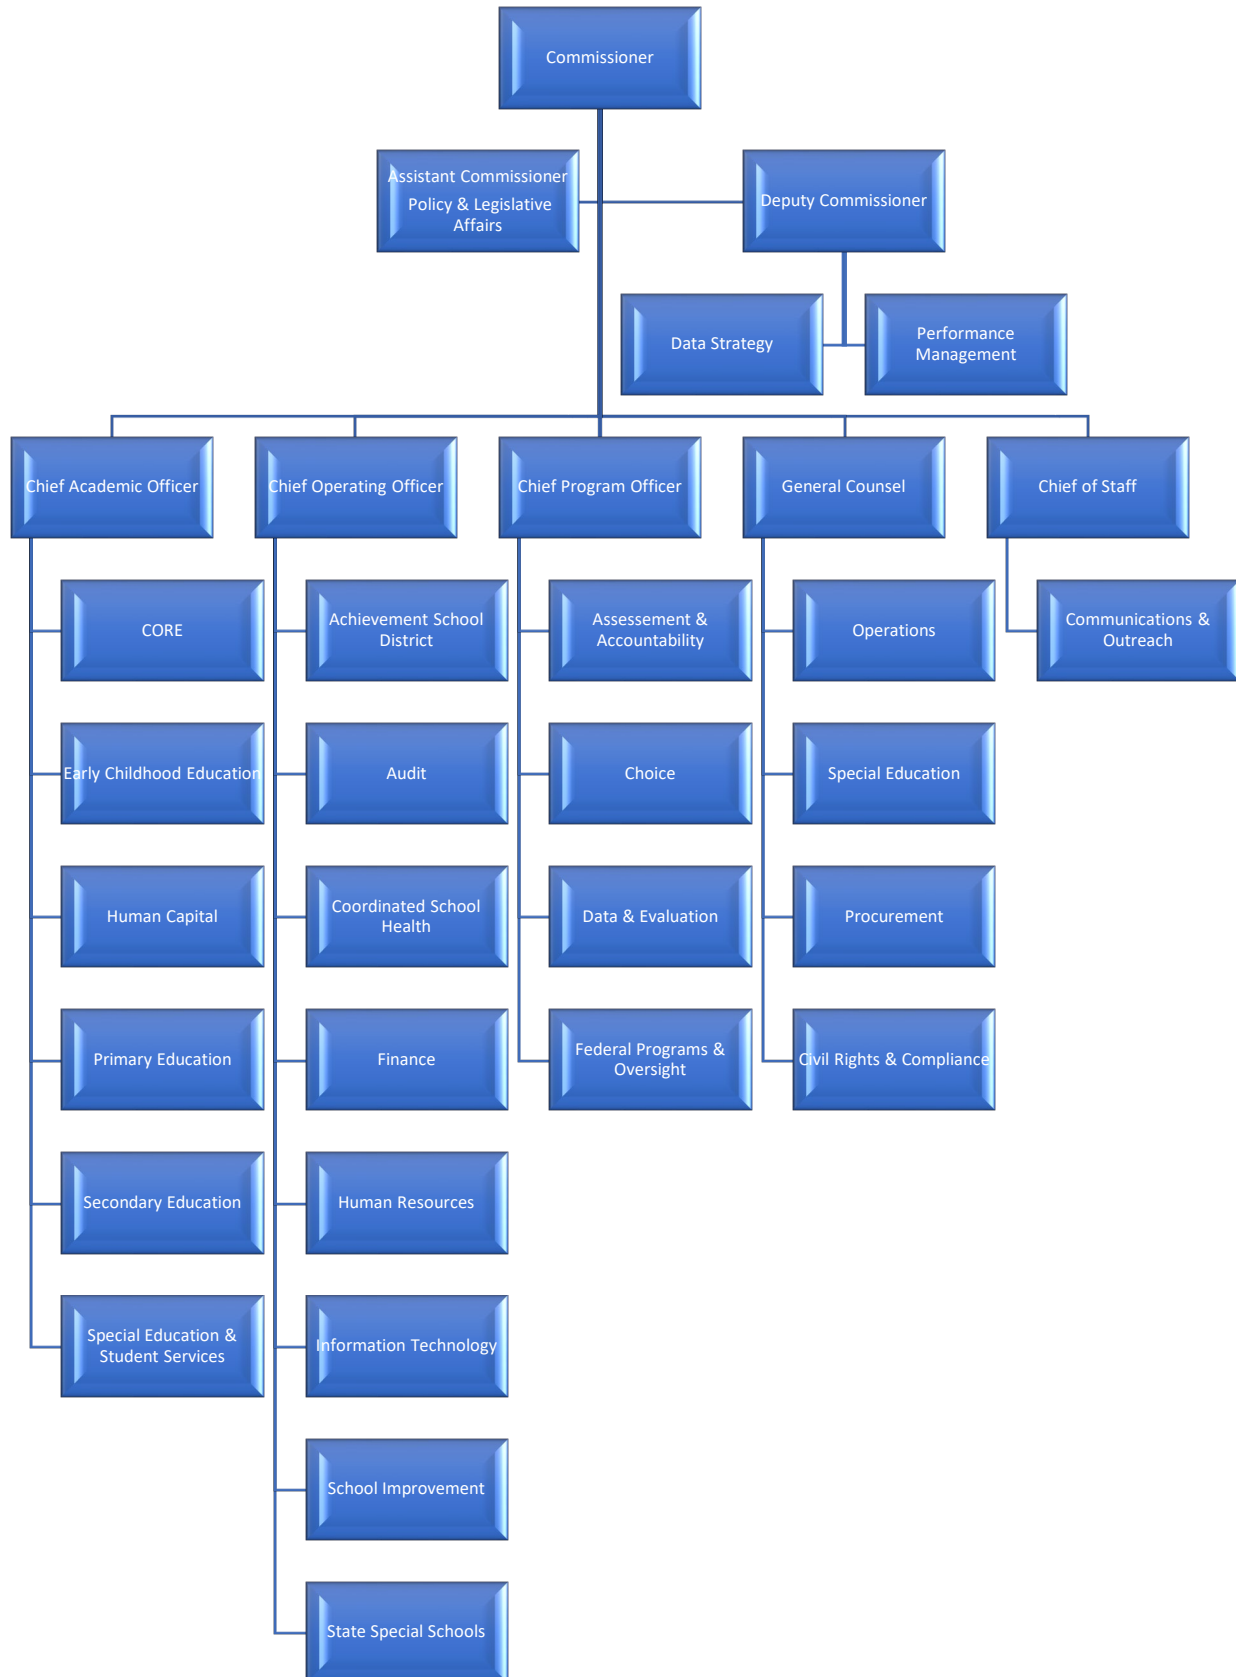 Commissioner
Assistant Commissioner
Policy & Legislative
Affairs
Deputy Commissioner
Data Strategy
Performance
Management
Chief Academic Officer
Chief Operating Officer
Chief Program Officer
General Counsel
Chief of Staff
CORE
Early Childhood Education
Human Capital
Primary Education
Secondary Education
Special Education &
Student Services
Achievement School
District
Audit
Coordinated School
Health
Finance
Human Resources
Information Technology
School Improvement
State Special Schools
Assessement &
Accountability
Choice
Data & Evaluation
Federal Programs &
Oversight
Operations
Special Education
Procurement
Civil Rights & Compliance
Communications &
Outreach